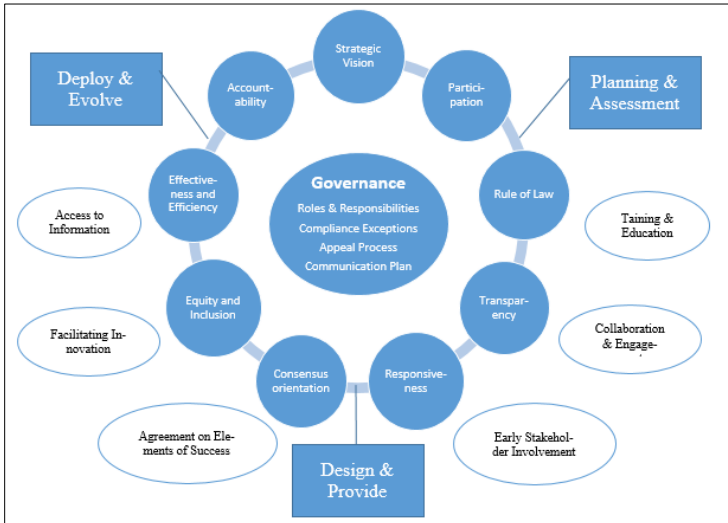 Strategic
Vision
Deploy &
Evolve
Account-
ability
Partici-
pation
Planning &
Assessment
Effective-
ness and
Efficiency
Governance
Roles & Responsibilities
Compliance Exceptions
Appeal Process
Communication Plan
Rule of Law
Access to
Information
Taining &
Education
Equity and
Inclusion
Transpar-
ency
Facilitating In-
novation
Collaboration
& Engage-
Consensus
orientation
Responsive-
ness
Agreement on Ele-
ments of Success
Design &
Provide
Early Stakehol-
der Involvement